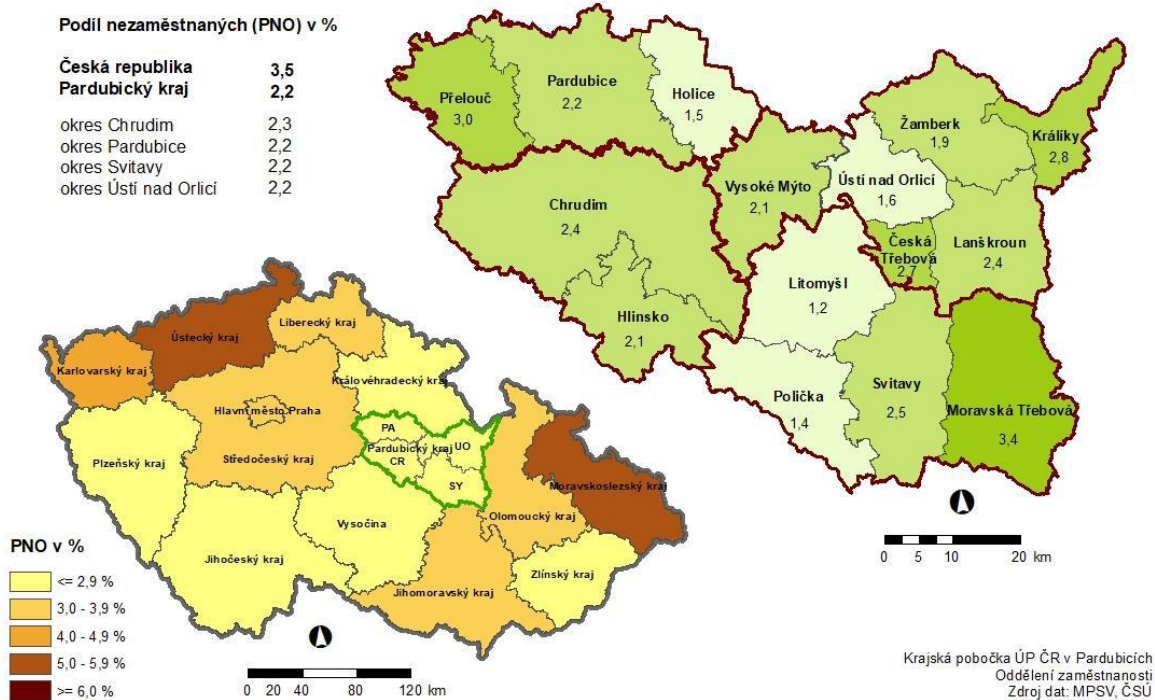 Podíl nezaměstnaných (PNO) v %
Česká republika 3,5
Pardubický kraj 2,2
okres Chrudim 2,3
okres Pardubice 2,2
okres Svitavy 2,2
okres Ústí nad Orlicí 2,2
Přelouč
3,0
Pardubice
2,2
Holice
1,5
Žamberk
1,9
Králíky
2,8
Vysoké Mýto
2,1
Ústí nad Orlicí
1,6
Chrudim
2,4
Česká
Třebová
2,7
Lanškroun
2,4
Litomyšl
1,2
Hlinsko
2,1
Polička
1,4
Svitavy
2,5
Moravská Třebová
3,4
0 5 10 20 km
Ústecký kraj
Liberecký kraj
Karlovarský kraj
Královéhradecký kraj
Hlavní město Praha
Středočeský kraj
Plzeňský kraj
PA
Pardubický kraj
UO
CR
SY
Moravskoslezský kraj
Olomoucký kraj
Vysočina
Jihočeský kraj
Zlínský kraj
Jihomoravský kraj
PNO v %
<= 2,9 %
3,0 - 3,9 %
4,0 - 4,9 %
5,0 - 5,9 %
>= 6,0 %
0 20 40 80 120 km
Krajská pobočka ÚP ČR v Pardubicích
Oddělení zaměstnanosti
Zdroj dat: MPSV, ČSÚ